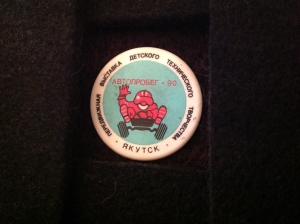 ПЕРЕДВИЖНАЯ ВЫСТАВКА ДЕТСКОГО ТЕХНИЧЕСКОГО ТВОРЧЕСТВА
АВТОПРОБЕГ - 90
· ЯКУТСК ·